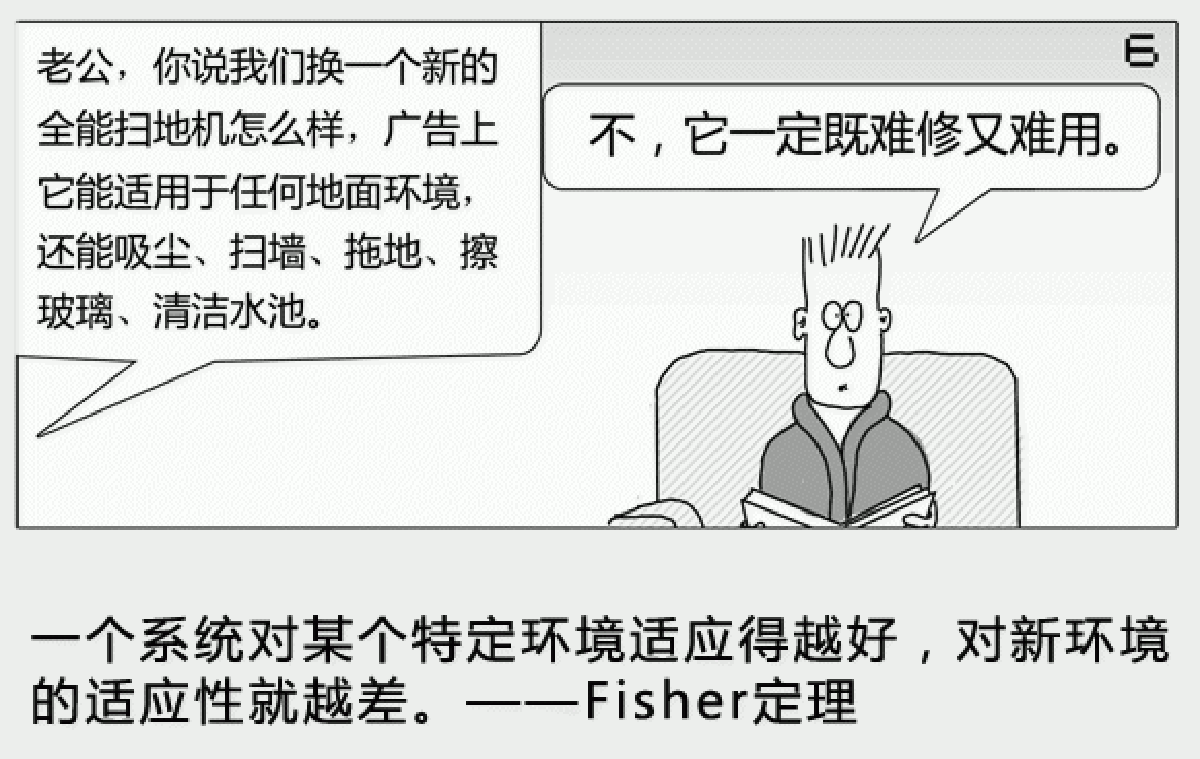 老公，你说我们换一个新的
全能扫地机怎么样，广告上
它能适用于任何地面环境，
还能吸尘、扫墙、拖地、擦
玻璃、清洁水池。
6
不，它一定既难修又难用。
一个系统对某个特定环境适应得越好，对新环境
的适应性就越差。——Fisher定理